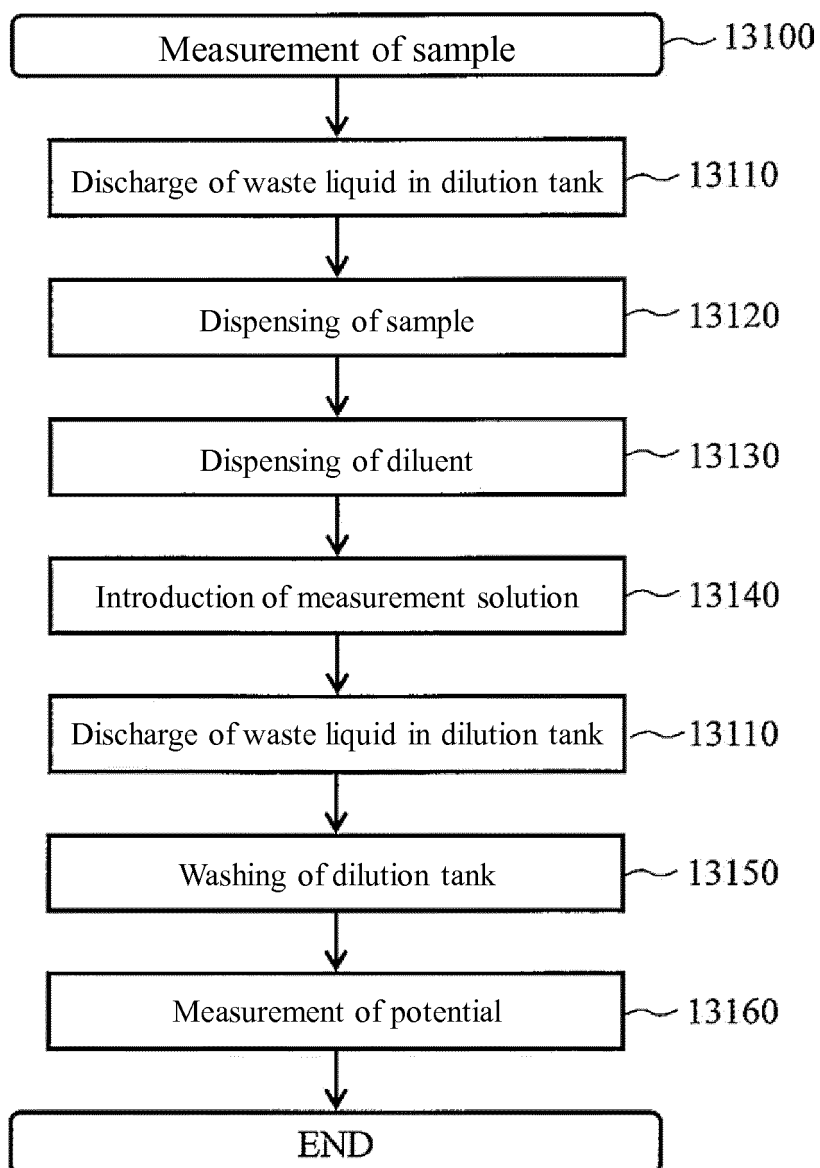 Measurement of sample 13100
Discharge of waste liquid in dilution tank 13110
Dispensing of sample 13120
Dispensing of diluent 13130
Introduction of measurement solution 13140
Discharge of waste liquid in dilution tank 13110
Washing of dilution tank 13150
Measurement of potential 13160
END